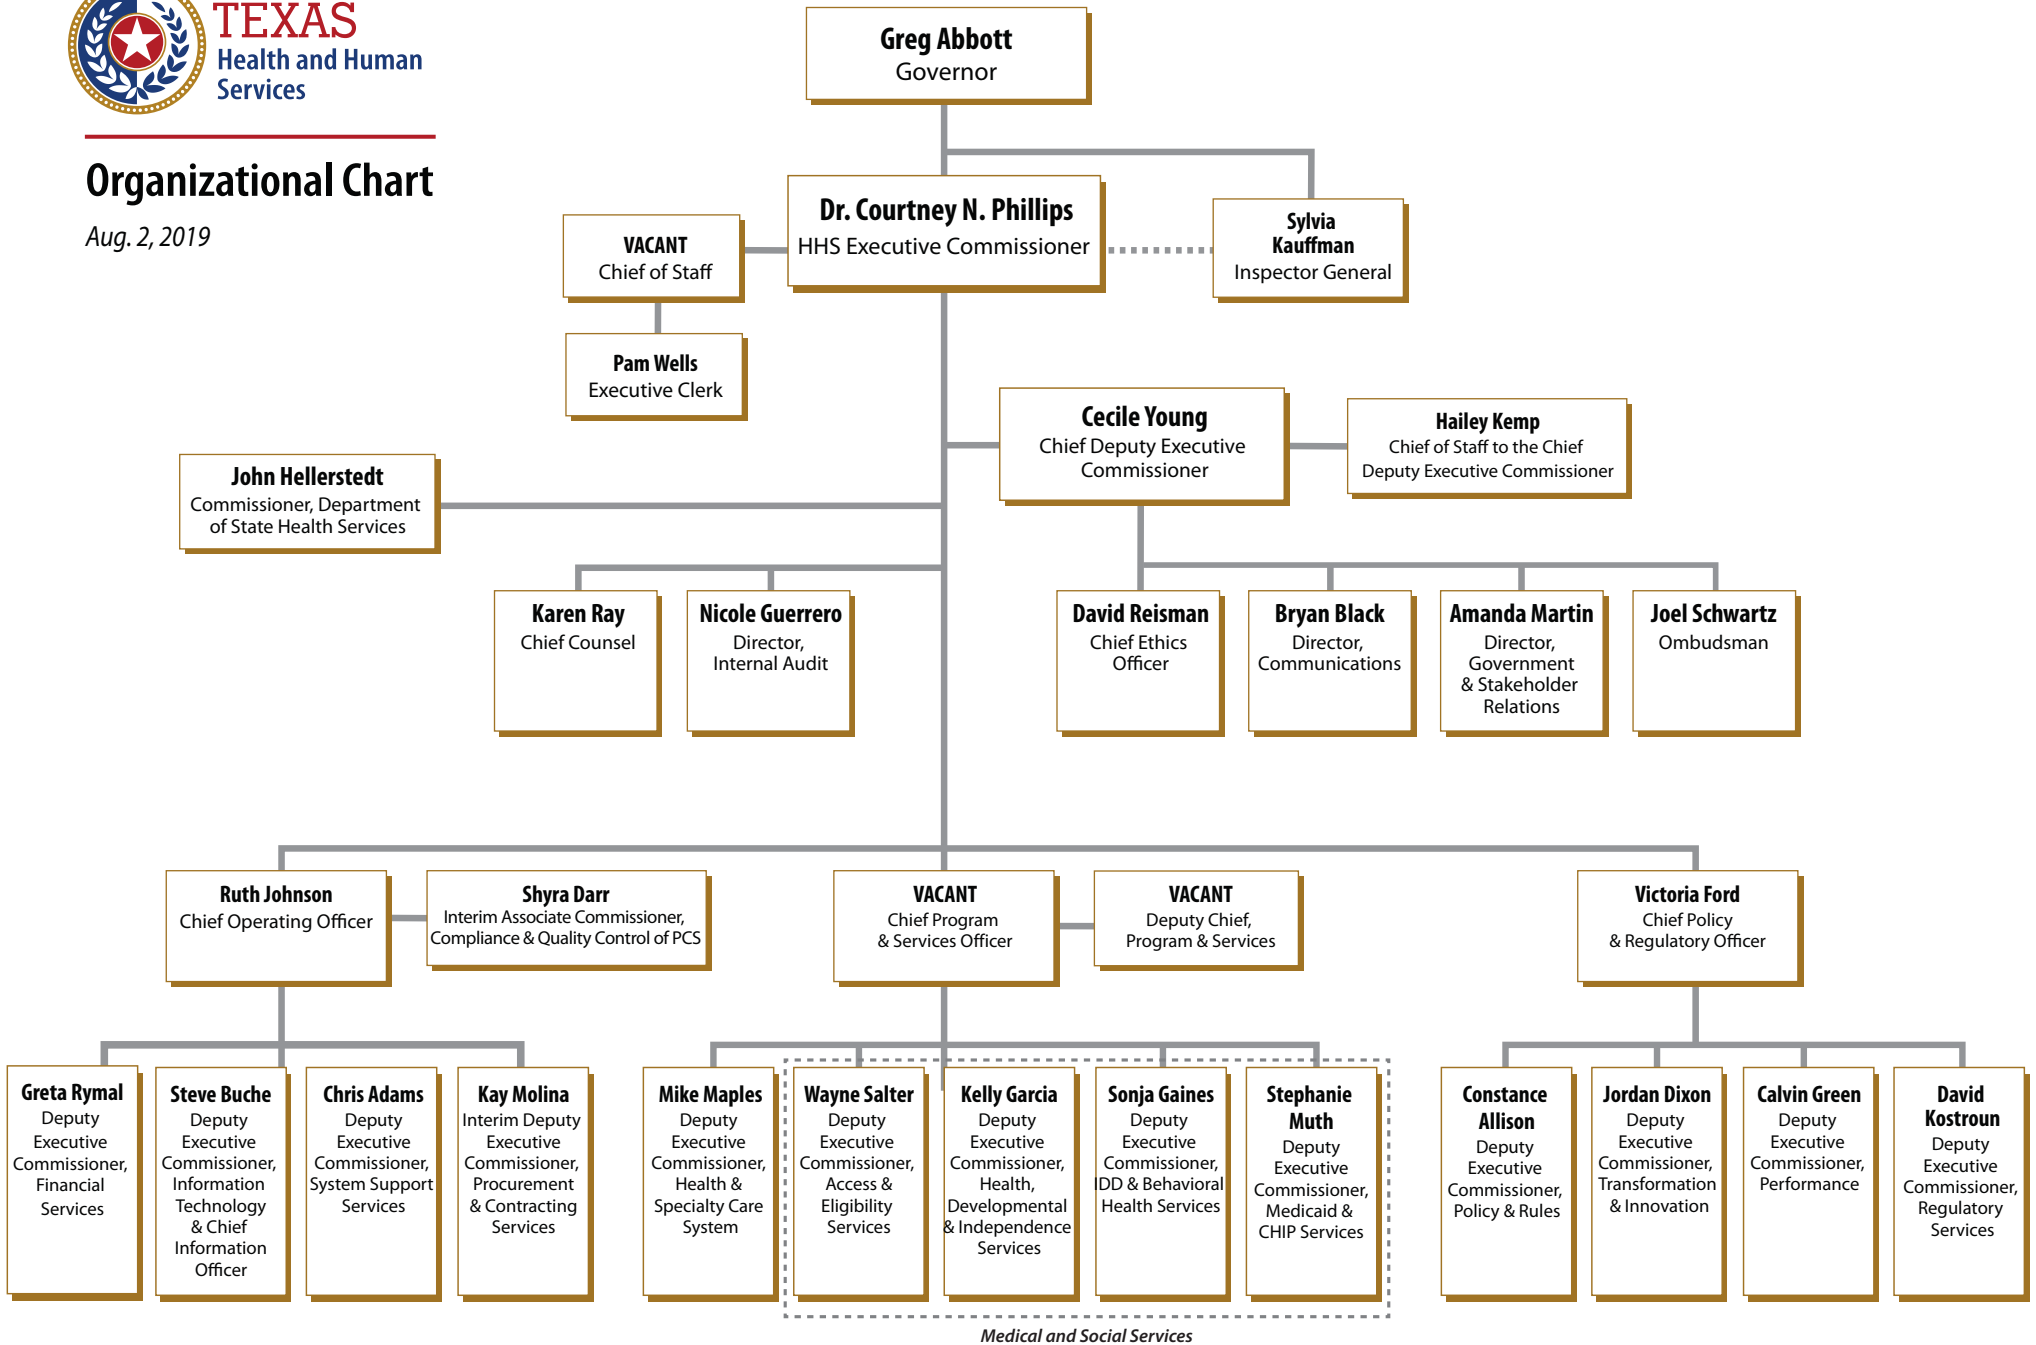 TEXAS
Health and Human
Services
Organizational Chart
Aug. 2, 2019
Greg Abbott
Governor
Dr. Courtney N. Phillips
HHS Executive Commissioner
Sylvia
Kauffman
Inspector General
VACANT
Chief of Staff
Pam Wells
Executive Clerk
Cecile Young
Chief Deputy Executive
Commissioner
Hailey Kemp
Chief of Staff to the Chief
Deputy Executive Commissioner
John Hellerstedt
Commissioner, Department
of State Health Services
Karen Ray
Chief Counsel
Nicole Guerrero
Director,
Internal Audit
David Reisman
Chief Ethics
Officer
Bryan Black
Director,
Communications
Amanda Martin
Director,
Government
& Stakeholder
Relations
Joel Schwartz
Ombudsman
Ruth Johnson
Chief Operating Officer
Shyra Darr
Interim Associate Commissioner,
Compliance & Quality Control of PCS
VACANT
Chief Program
& Services Officer
VACANT
Deputy Chief,
Program & Services
Victoria Ford
Chief Policy
& Regulatory Officer
Greta Rymal
Deputy
Executive
Commissioner,
Financial
Services
Steve Buche
Deputy
Executive
Commissioner,
Information
Technology
& Chief
Information
Officer
Chris Adams
Deputy
Executive
Commissioner,
System Support
Services
Kay Molina
Interim Deputy
Executive
Commissioner,
Procurement
& Contracting
Services
Mike Maples
Deputy
Executive
Commissioner,
Health &
Specialty Care
System
Wayne Salter
Deputy
Executive
Commissioner,
Access &
Eligibility
Services
Kelly Garcia
Deputy
Executive
Commissioner,
Health,
Developmental
& Independence
Services
Sonja Gaines
Deputy
Executive
Commissioner,
IDD & Behavioral
Health Services
Stephanie
Muth
Deputy
Executive
Commissioner,
Medicaid &
CHIP Services
Constance
Allison
Deputy
Executive
Commissioner,
Policy & Rules
Jordan Dixon
Deputy
Executive
Commissioner,
Transformation
& Innovation
Calvin Green
Deputy
Executive
Commissioner,
Performance
David
Kostroun
Deputy
Executive
Commissioner,
Regulatory
Services
Medical and Social Services